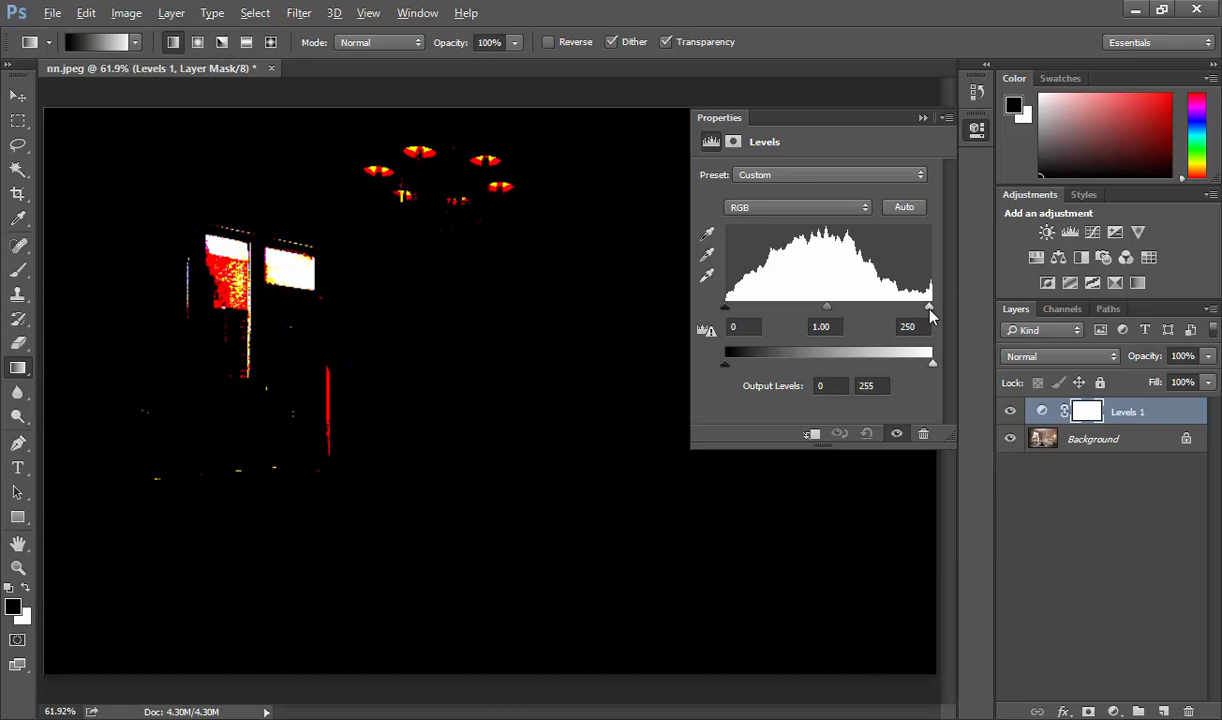 Ps File Edit Image Layer Type Select Filter 3D View Window Help
Mode: Normal Opacity: 100% Reverse Dither Transparency Essentials
nn.jpeg @ 61.9% (Levels 1, Layer Mask/8) * ×
Color Swatches
Properties
Levels
Preset: Custom
RGB Auto
0 1.00 250
Output Levels: 0 255
Adjustments Styles
Add an adjustment
Layers Channels Paths
Kind
Normal Opacity: 100%
Lock: Fill: 100%
Levels 1
Background
61.92% Doc: 4.30M/4.30M